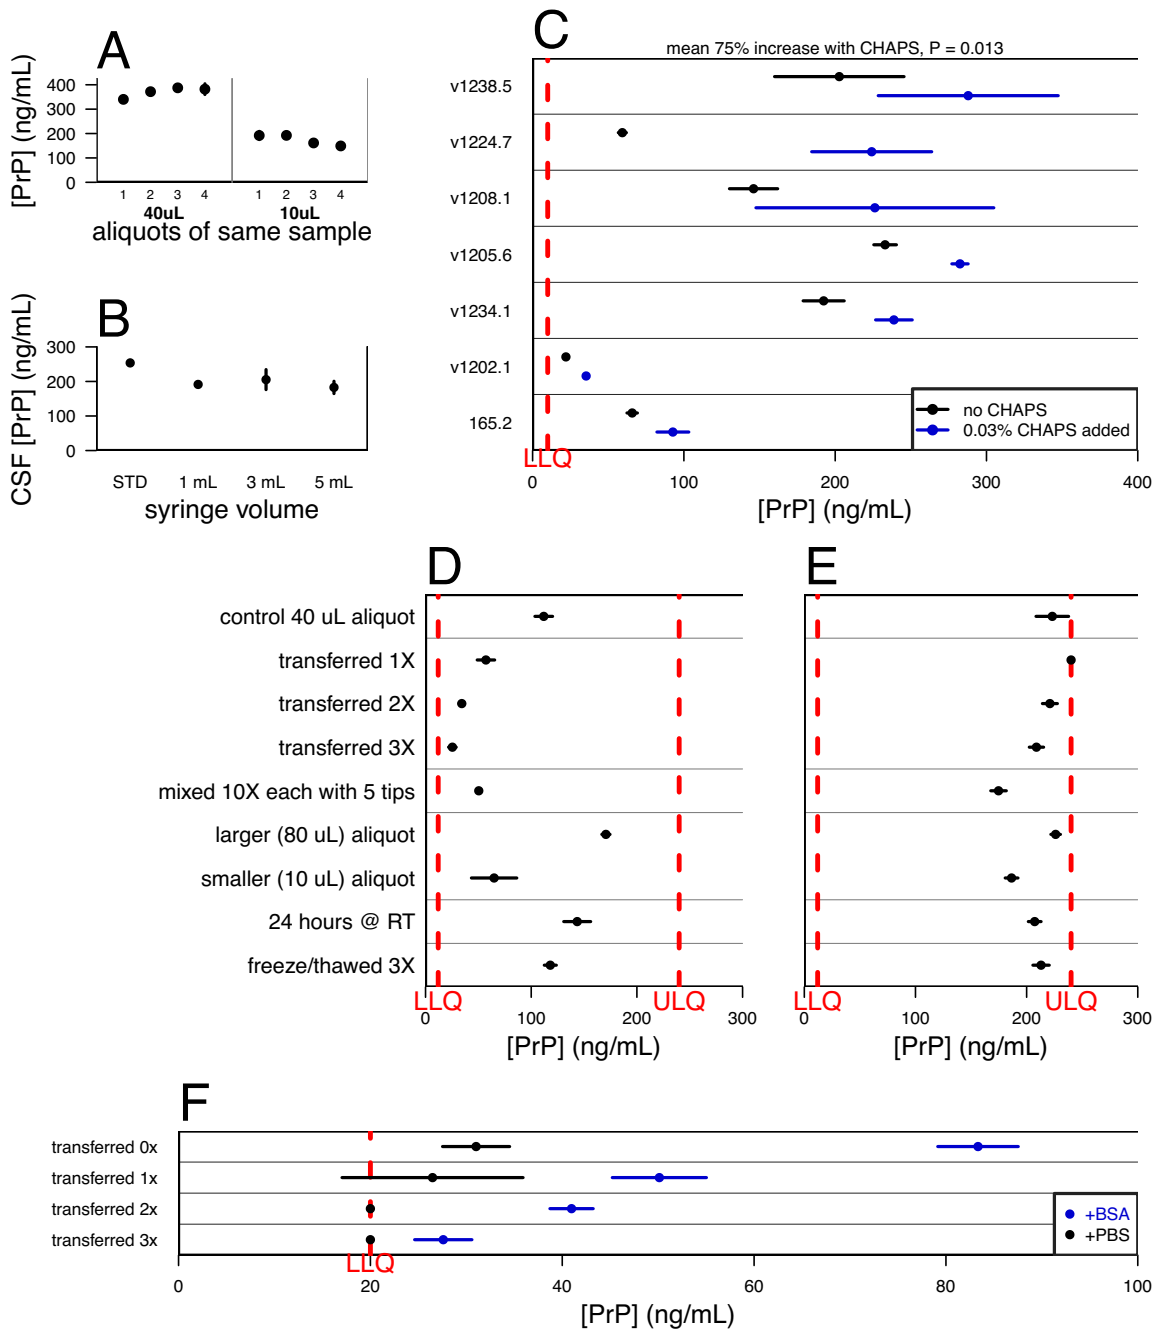 A
[PrP] (ng/mL)
400
300
200
100
0
1 2 3 4 1 2 3 4
40uL 10uL
aliquots of same sample
B
CSF [PrP] (ng/mL)
300
200
100
0
STD 1 mL 3 mL 5 mL
syringe volume
C
mean 75% increase with CHAPS, P = 0.013
v1238.5
v1224.7
v1208.1
v1205.6
v1234.1
v1202.1
165.2
no CHAPS
0.03% CHAPS added
LLQ
0 100 200 300 400
[PrP] (ng/mL)
D
control 40 uL aliquot
transferred 1X
transferred 2X
transferred 3X
mixed 10X each with 5 tips
larger (80 uL) aliquot
smaller (10 uL) aliquot
24 hours @ RT
freeze/thawed 3X
LLQ ULQ
0 100 200 300
[PrP] (ng/mL)
E
LLQ ULQ
0 100 200 300
[PrP] (ng/mL)
F
transferred 0x
transferred 1x
transferred 2x
transferred 3x
+BSA
+PBS
LLQ
0 20 40 60 80 100
[PrP] (ng/mL)